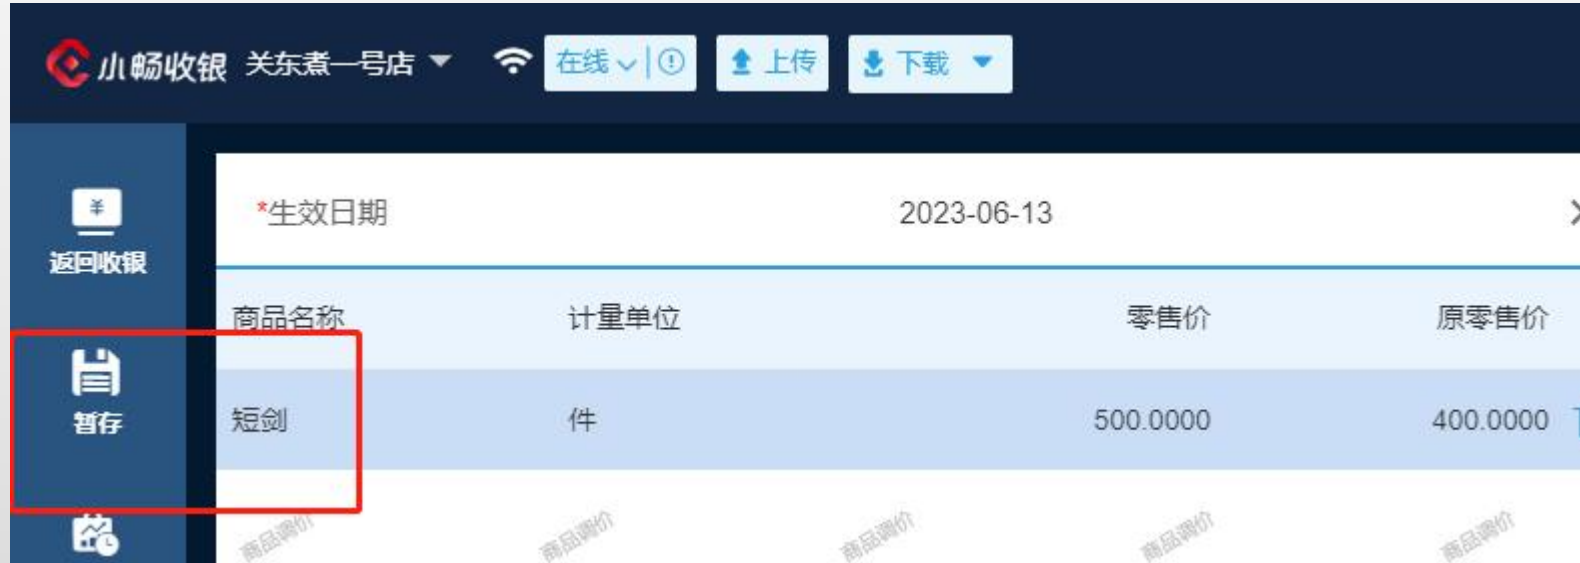 小畅收银 关东煮一号店 在线 上传 下载
返回收银
暂存
*生效日期 2023-06-13
商品名称 计量单位 零售价 原零售价
短剑 件 500.0000 400.0000
商品调价 商品调价 商品调价 商品调价 商品调价